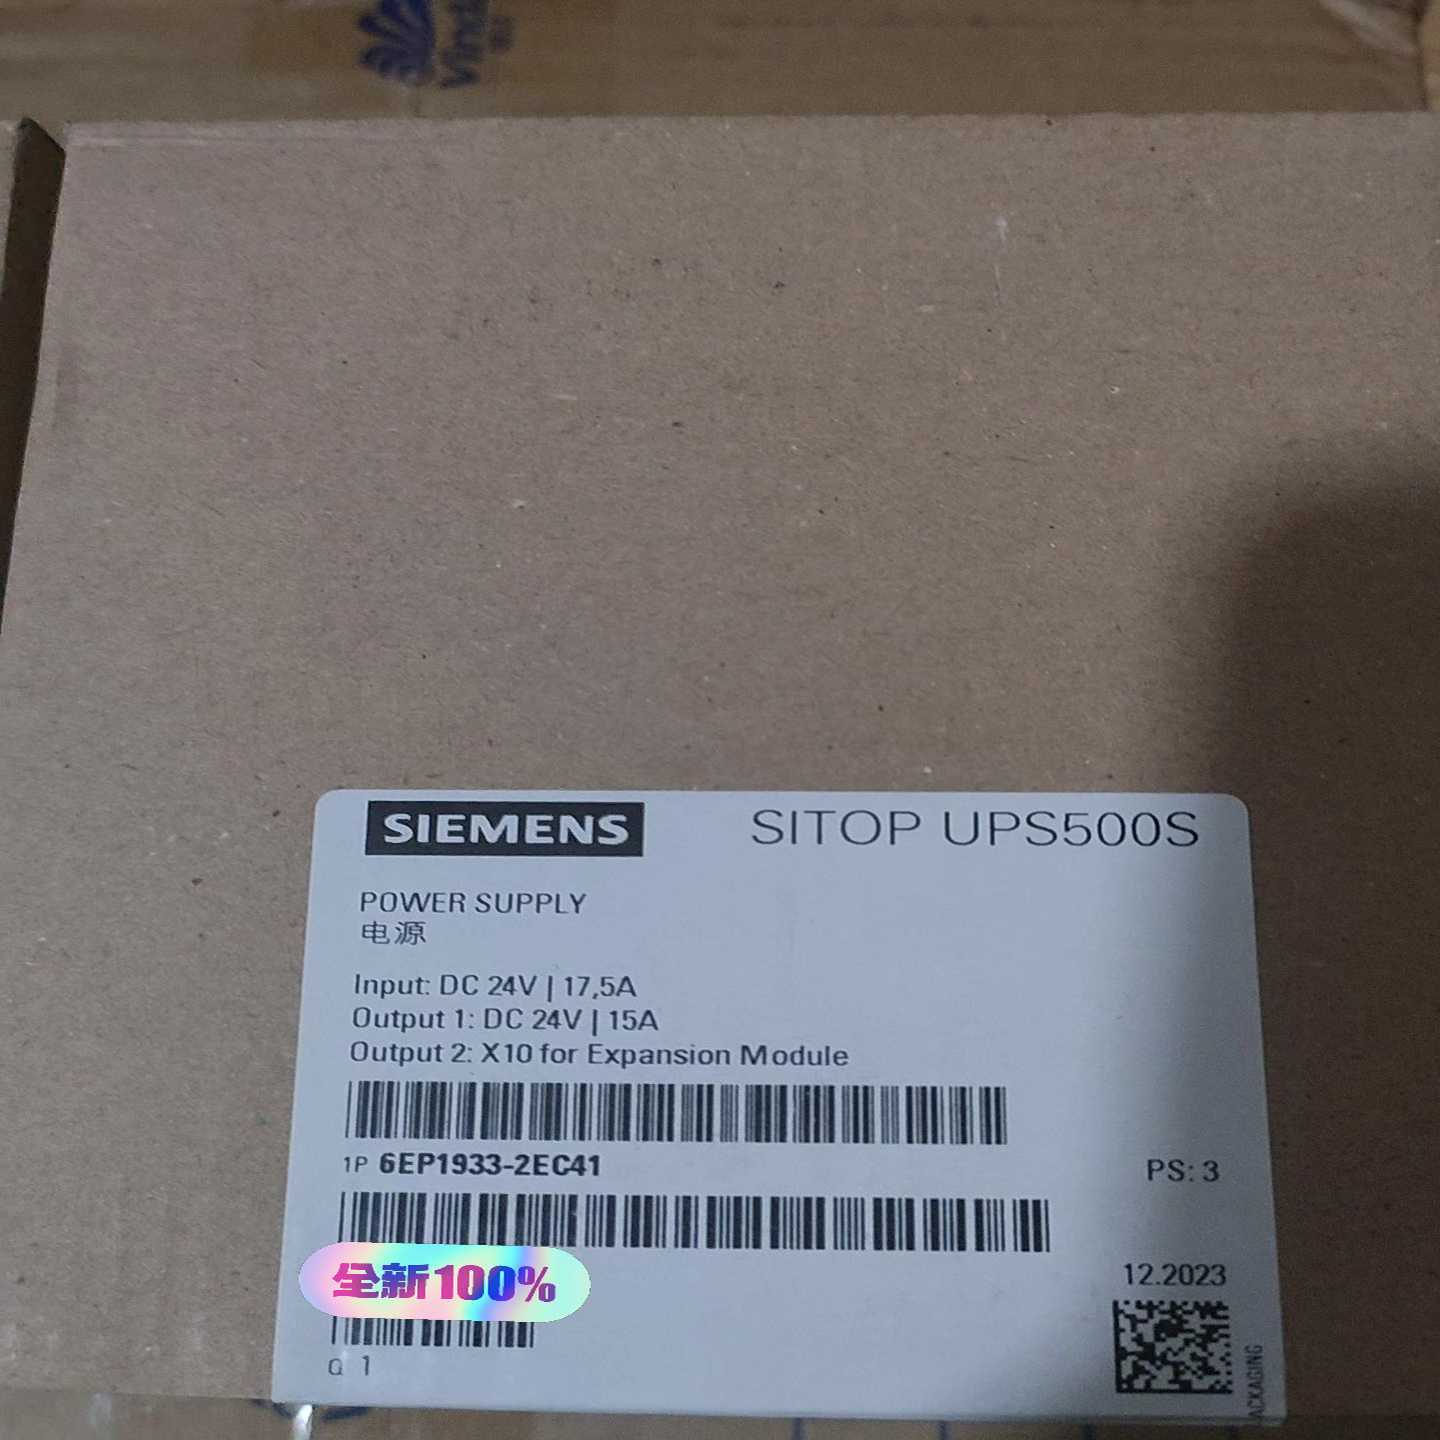 SIEMENS
SITOP UPS500S
POWER SUPPLY
电源
Input: DC 24V | 17,5A
Output 1: DC 24V | 15A
Output 2: X10 for Expansion Module
1P 6EP1933-2EC41
PS: 3
全新100%
12.2023
Q 1